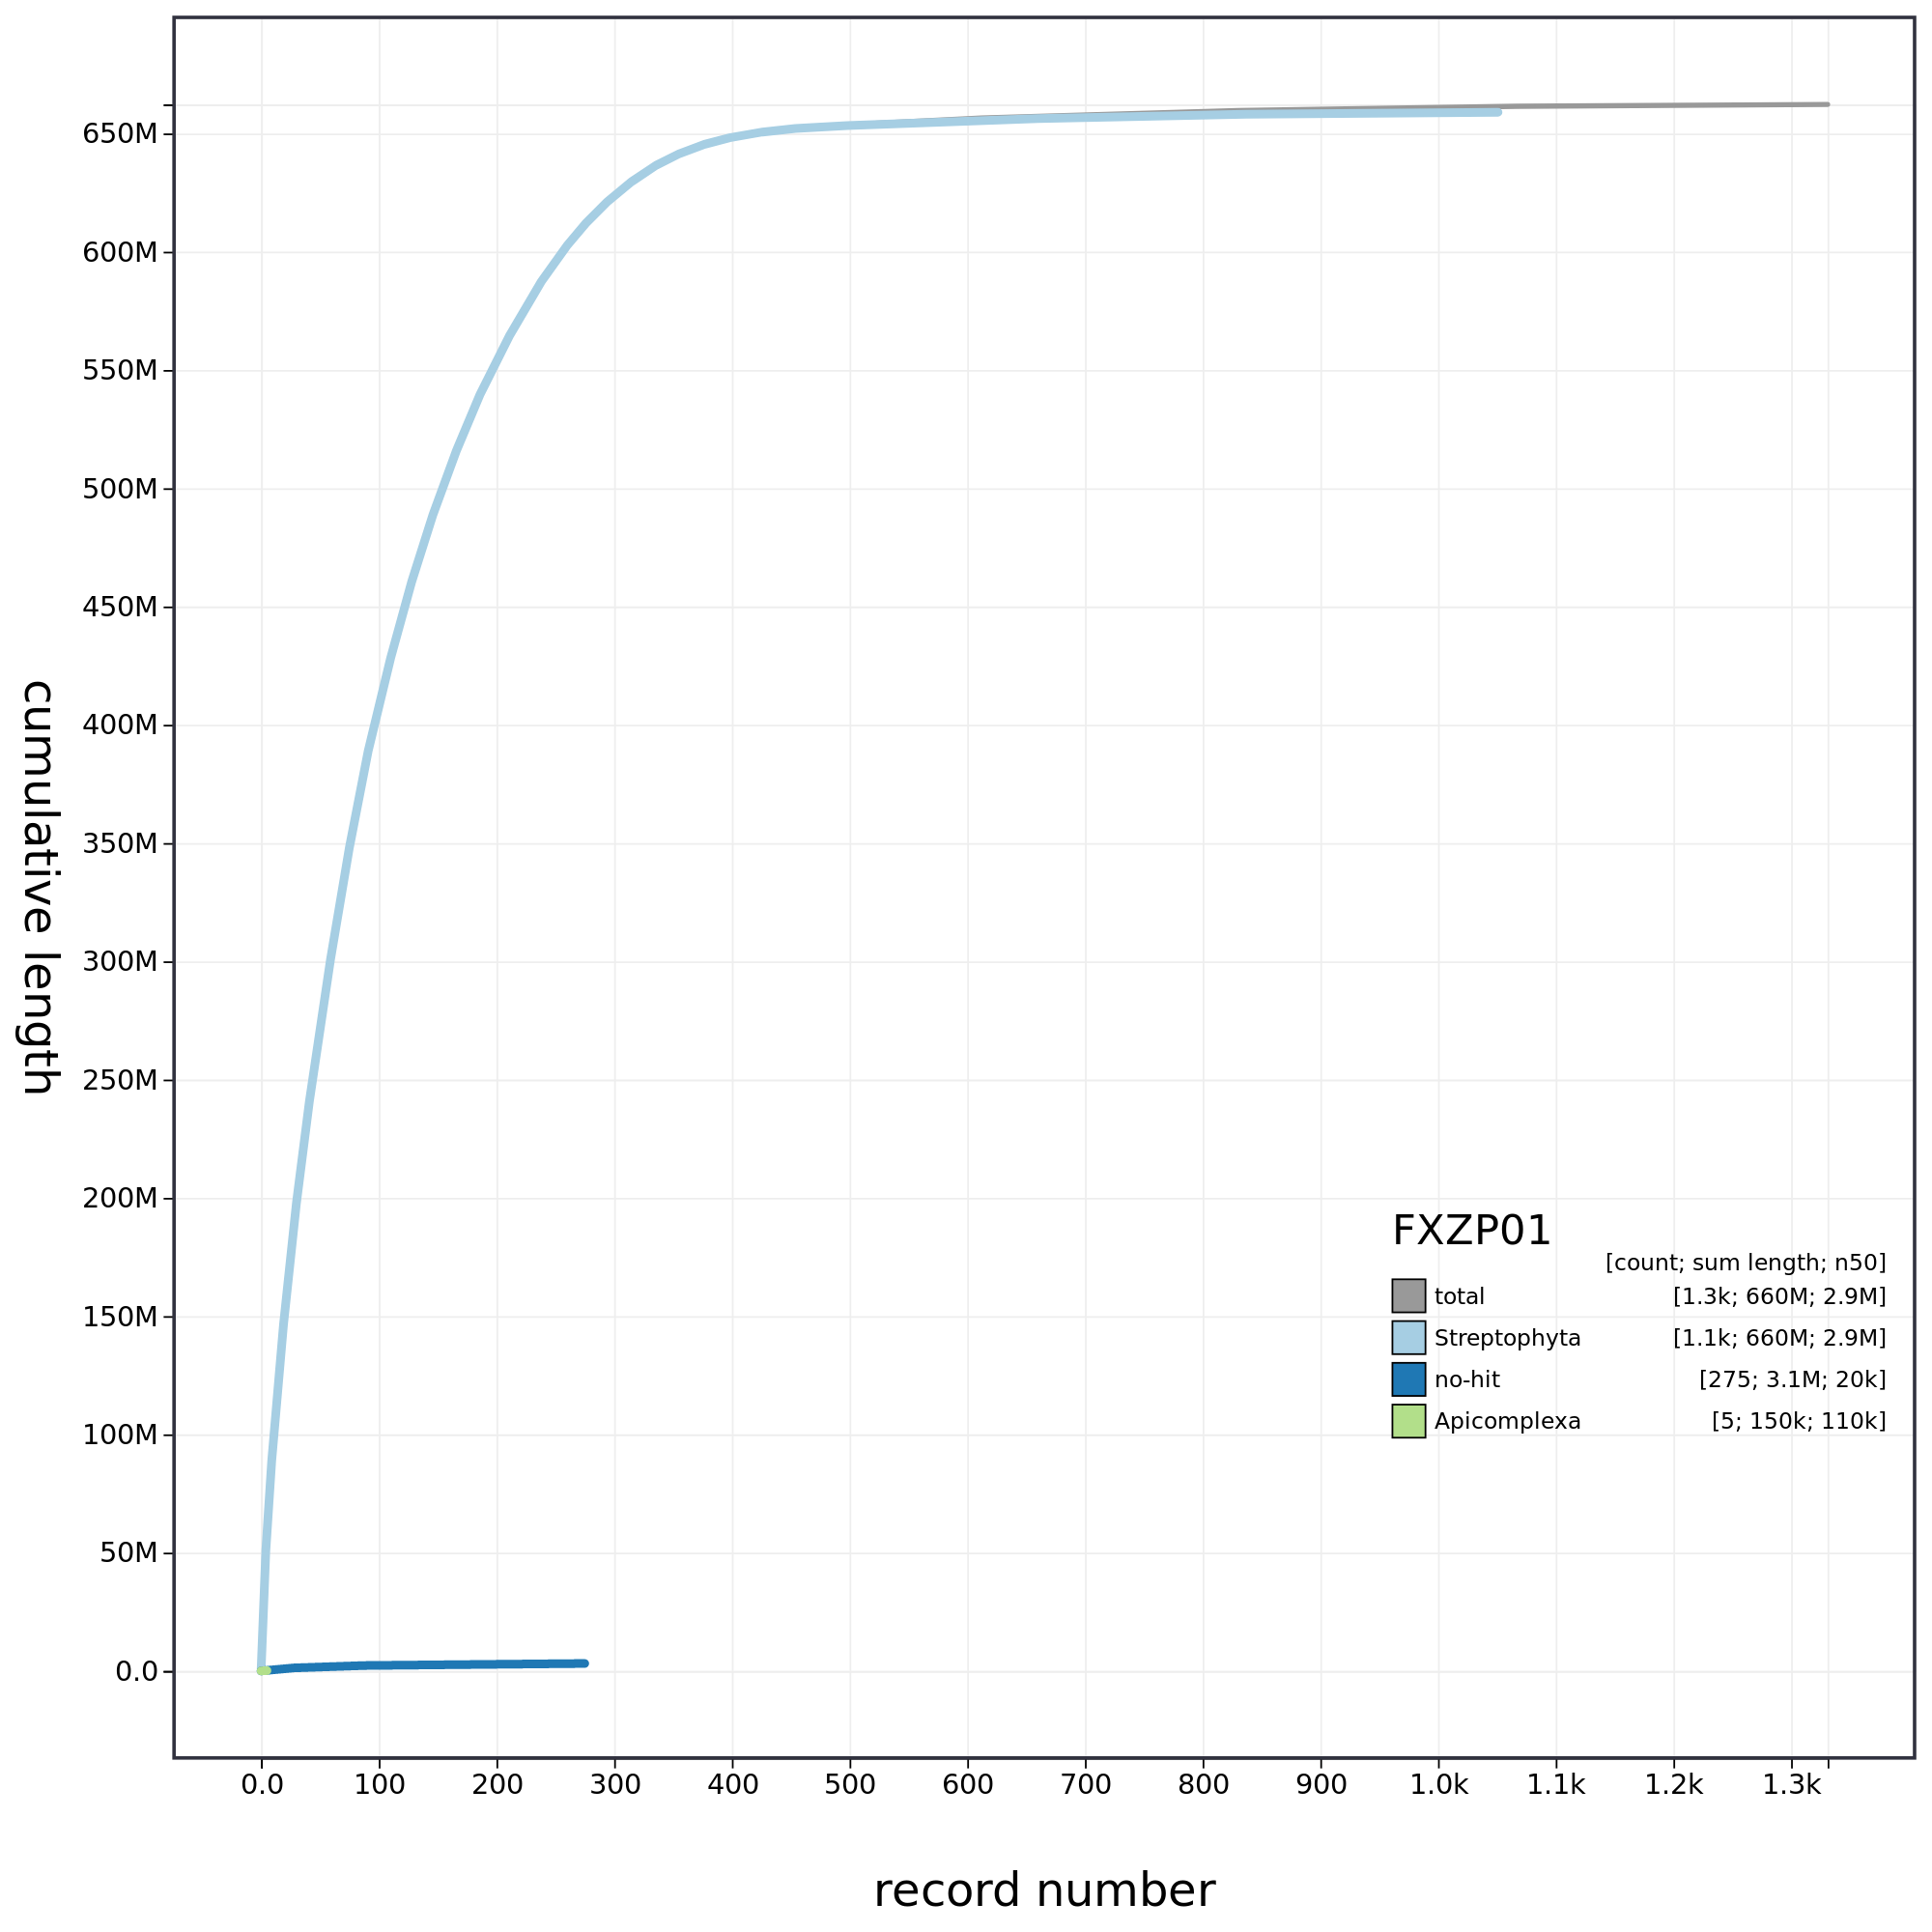 cumulative length
650M
600M
550M
500M
450M
400M
350M
300M
250M
200M
150M
100M
50M
0.0
FXZP01
[count; sum length; n50]
total [1.3k; 660M; 2.9M]
Streptophyta [1.1k; 660M; 2.9M]
no-hit [275; 3.1M; 20k]
Apicomplexa [5; 150k; 110k]
0.0 100 200 300 400 500 600 700 800 900 1.0k 1.1k 1.2k 1.3k
record number